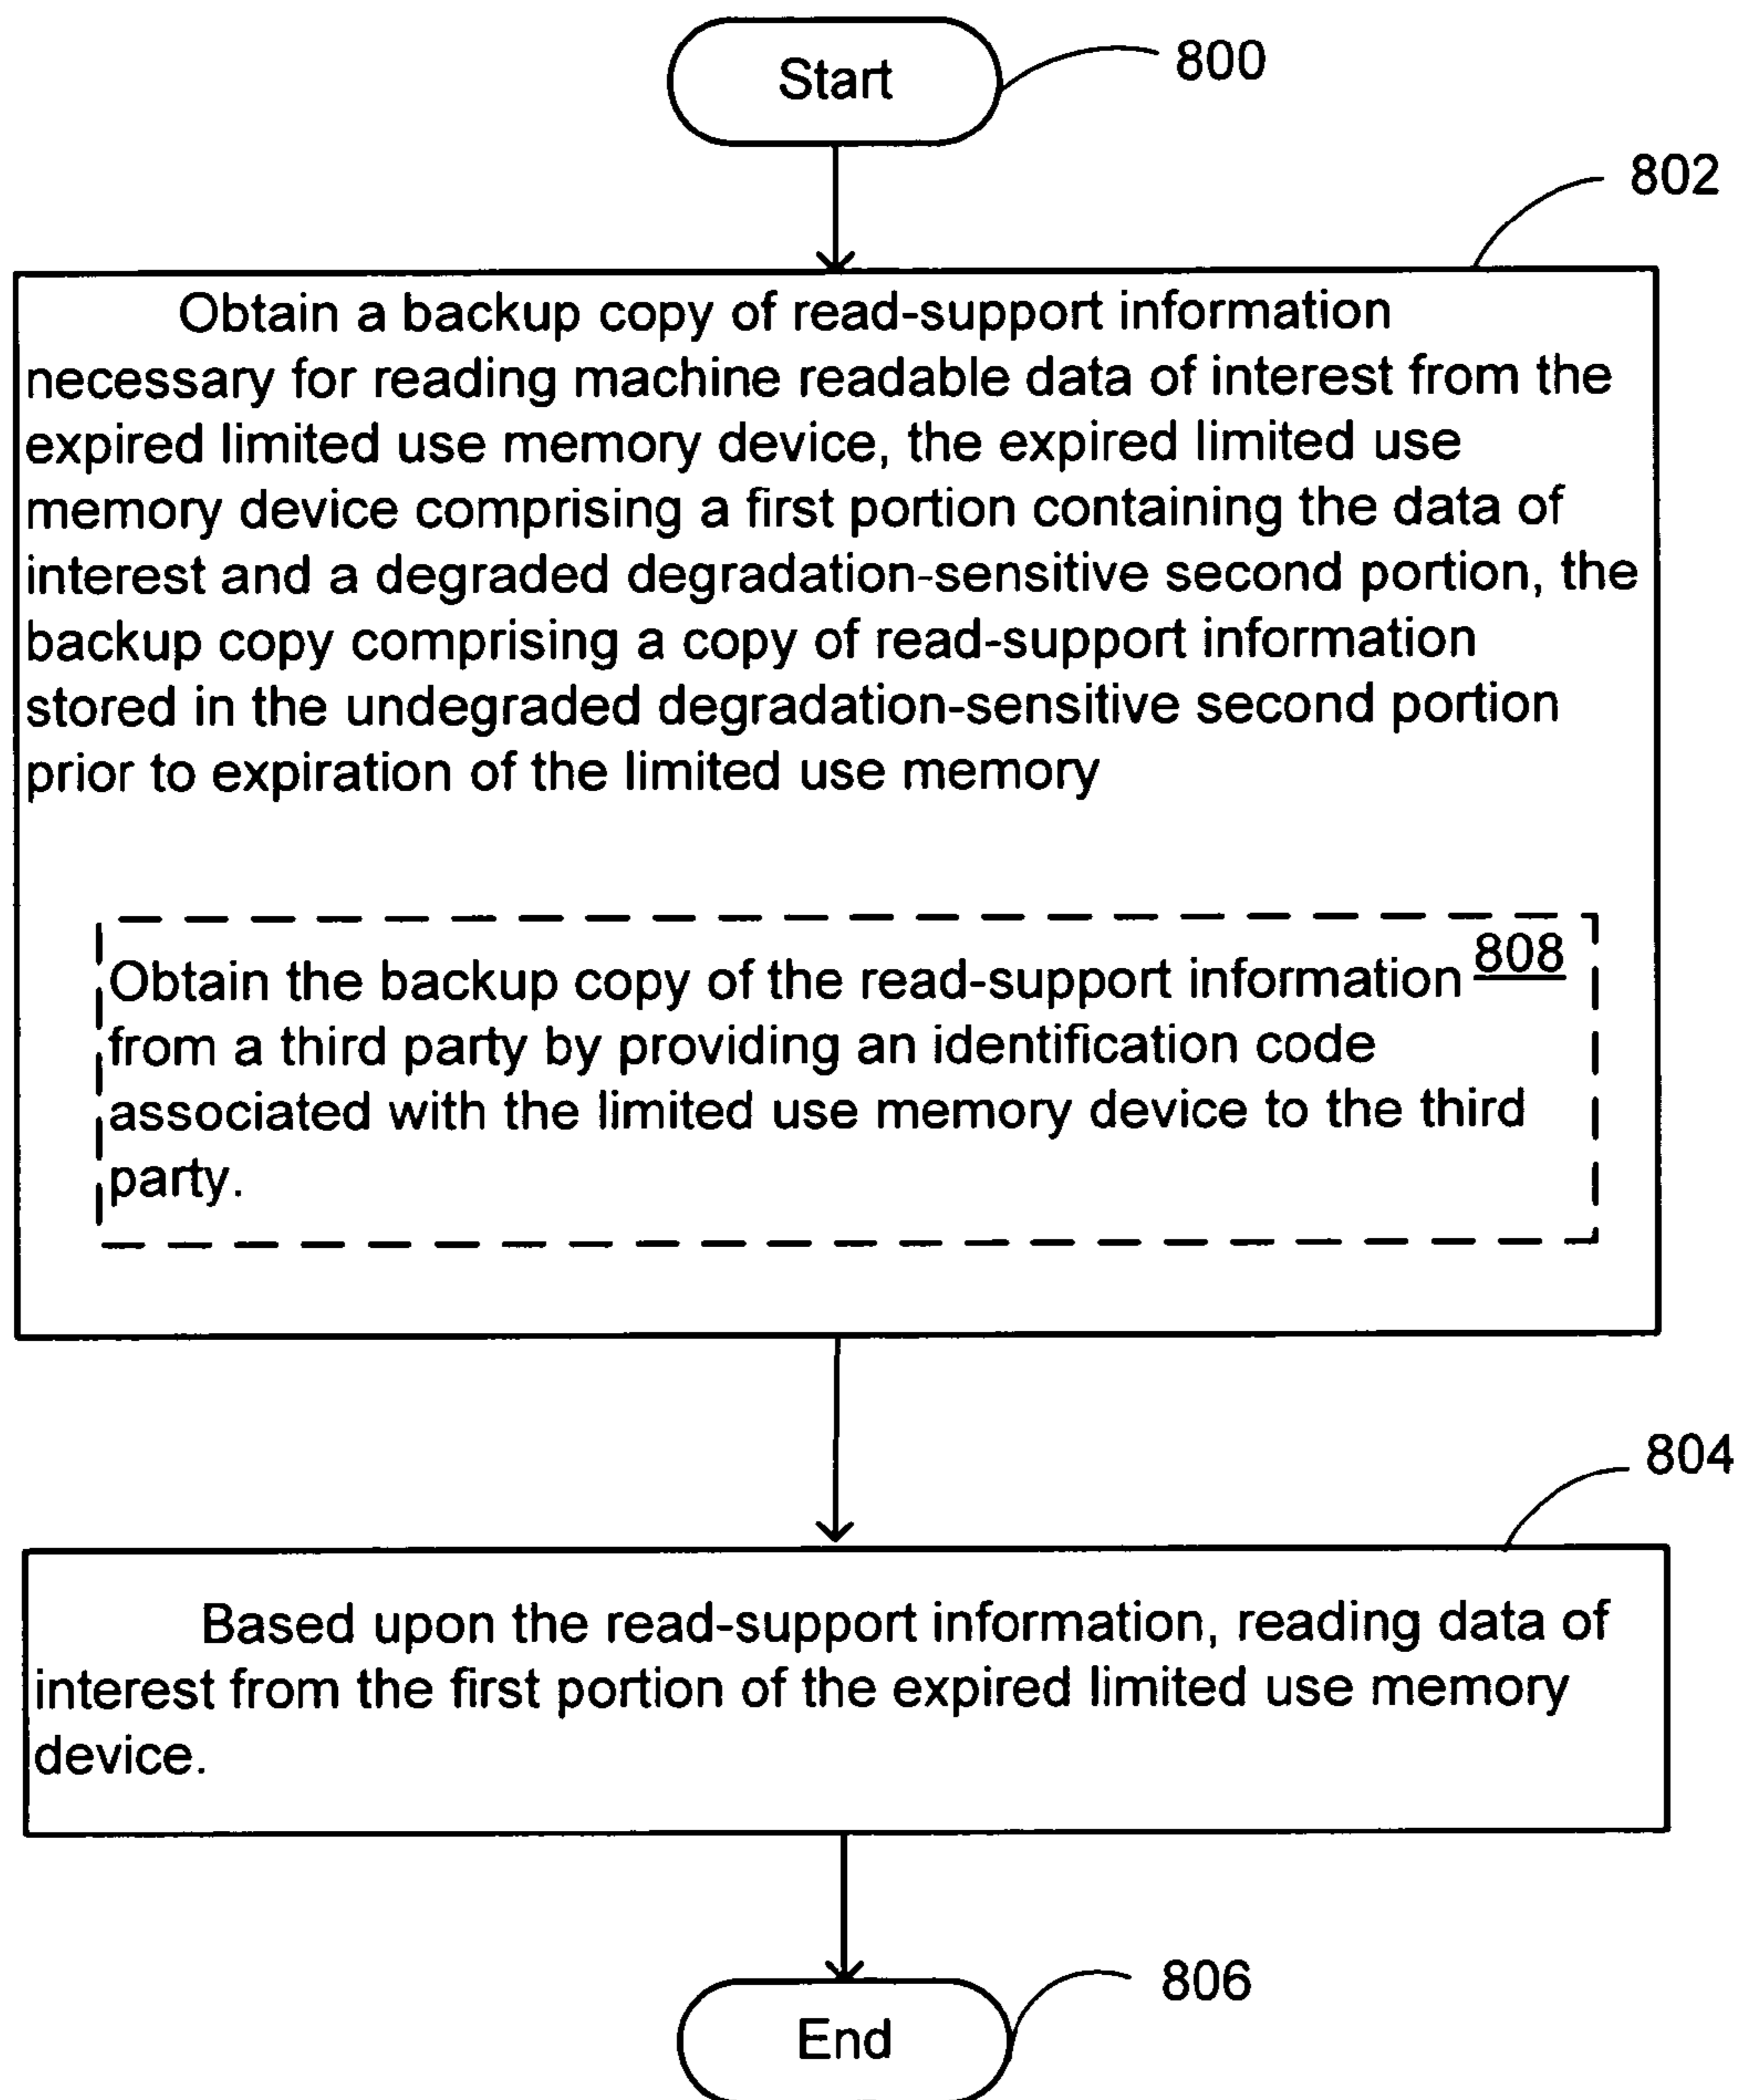 Start
800
802
Obtain a backup copy of read-support information
necessary for reading machine readable data of interest from the
expired limited use memory device, the expired limited use
memory device comprising a first portion containing the data of
interest and a degraded degradation-sensitive second portion, the
backup copy comprising a copy of read-support information
stored in the undegraded degradation-sensitive second portion
prior to expiration of the limited use memory
Obtain the backup copy of the read-support information 808
from a third party by providing an identification code
associated with the limited use memory device to the third
party.
804
Based upon the read-support information, reading data of
interest from the first portion of the expired limited use memory
device.
806
End